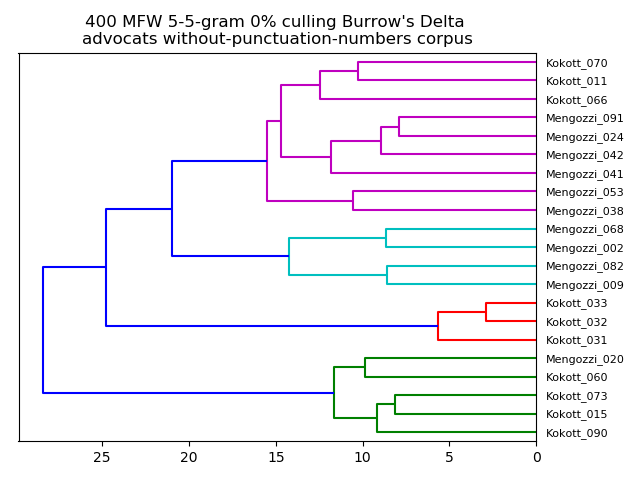 400 MFW 5-5-gram 0% culling Burrow's Delta
advocats without-punctuation-numbers corpus
Kokott_070
Kokott_011
Kokott_066
Mengozzi_091
Mengozzi_024
Mengozzi_042
Mengozzi_041
Mengozzi_053
Mengozzi_038
Mengozzi_068
Mengozzi_002
Mengozzi_082
Mengozzi_009
Kokott_033
Kokott_032
Kokott_031
Mengozzi_020
Kokott_060
Kokott_073
Kokott_015
Kokott_090
25 20 15 10 5 0